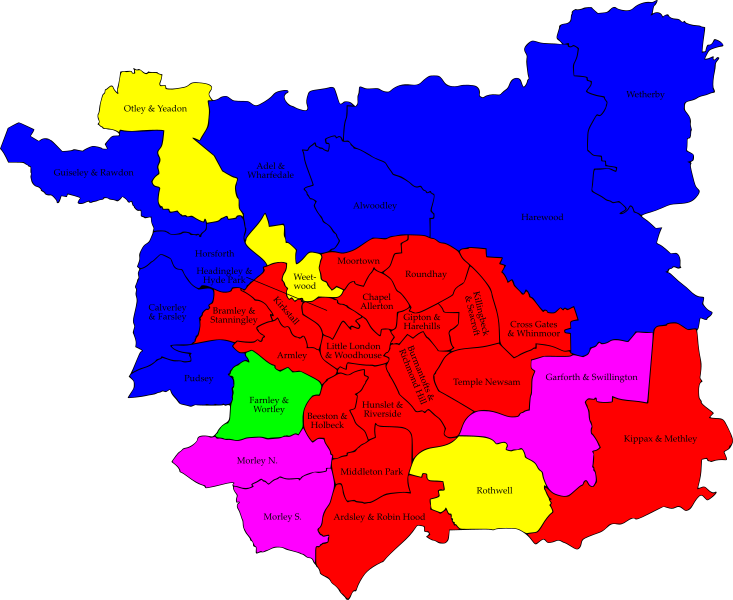 Wetherby
Otley & Yeadon
Guiseley & Rawdon
Adel &
Wharfedale
Alwoodley
Harewood
Horsforth
Moortown
Roundhay
Headingley &
Hyde Park
Weet-
wood
Calverley
& Farsley
Bramley &
Stanningley
Kirkstall
Chapel
Allerton
Gipton &
Harehills
Killingbeck
& Seacroft
Cross Gates
& Whinmoor
Armley
Little London
& Woodhouse
Burmantofts &
Richmond Hill
Temple Newsam
Garforth & Swillington
Pudsey
Farnley &
Wortley
Beeston &
Holbeck
Hunslet &
Riverside
Kippax & Methley
Morley N.
Middleton Park
Rothwell
Morley S.
Ardsley & Robin Hood